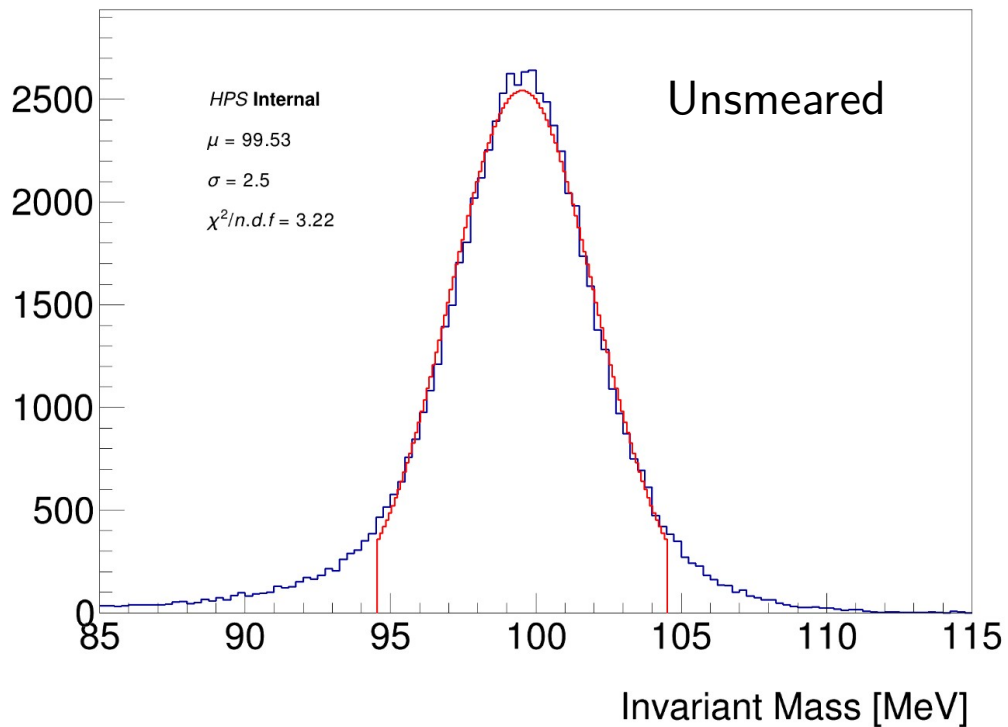 2500
2000
1500
1000
500
0
HPS Internal
μ = 99.53
σ = 2.5
χ²/n.d.f = 3.22
Unsmeared
85 90 95 100 105 110 115
Invariant Mass [MeV]